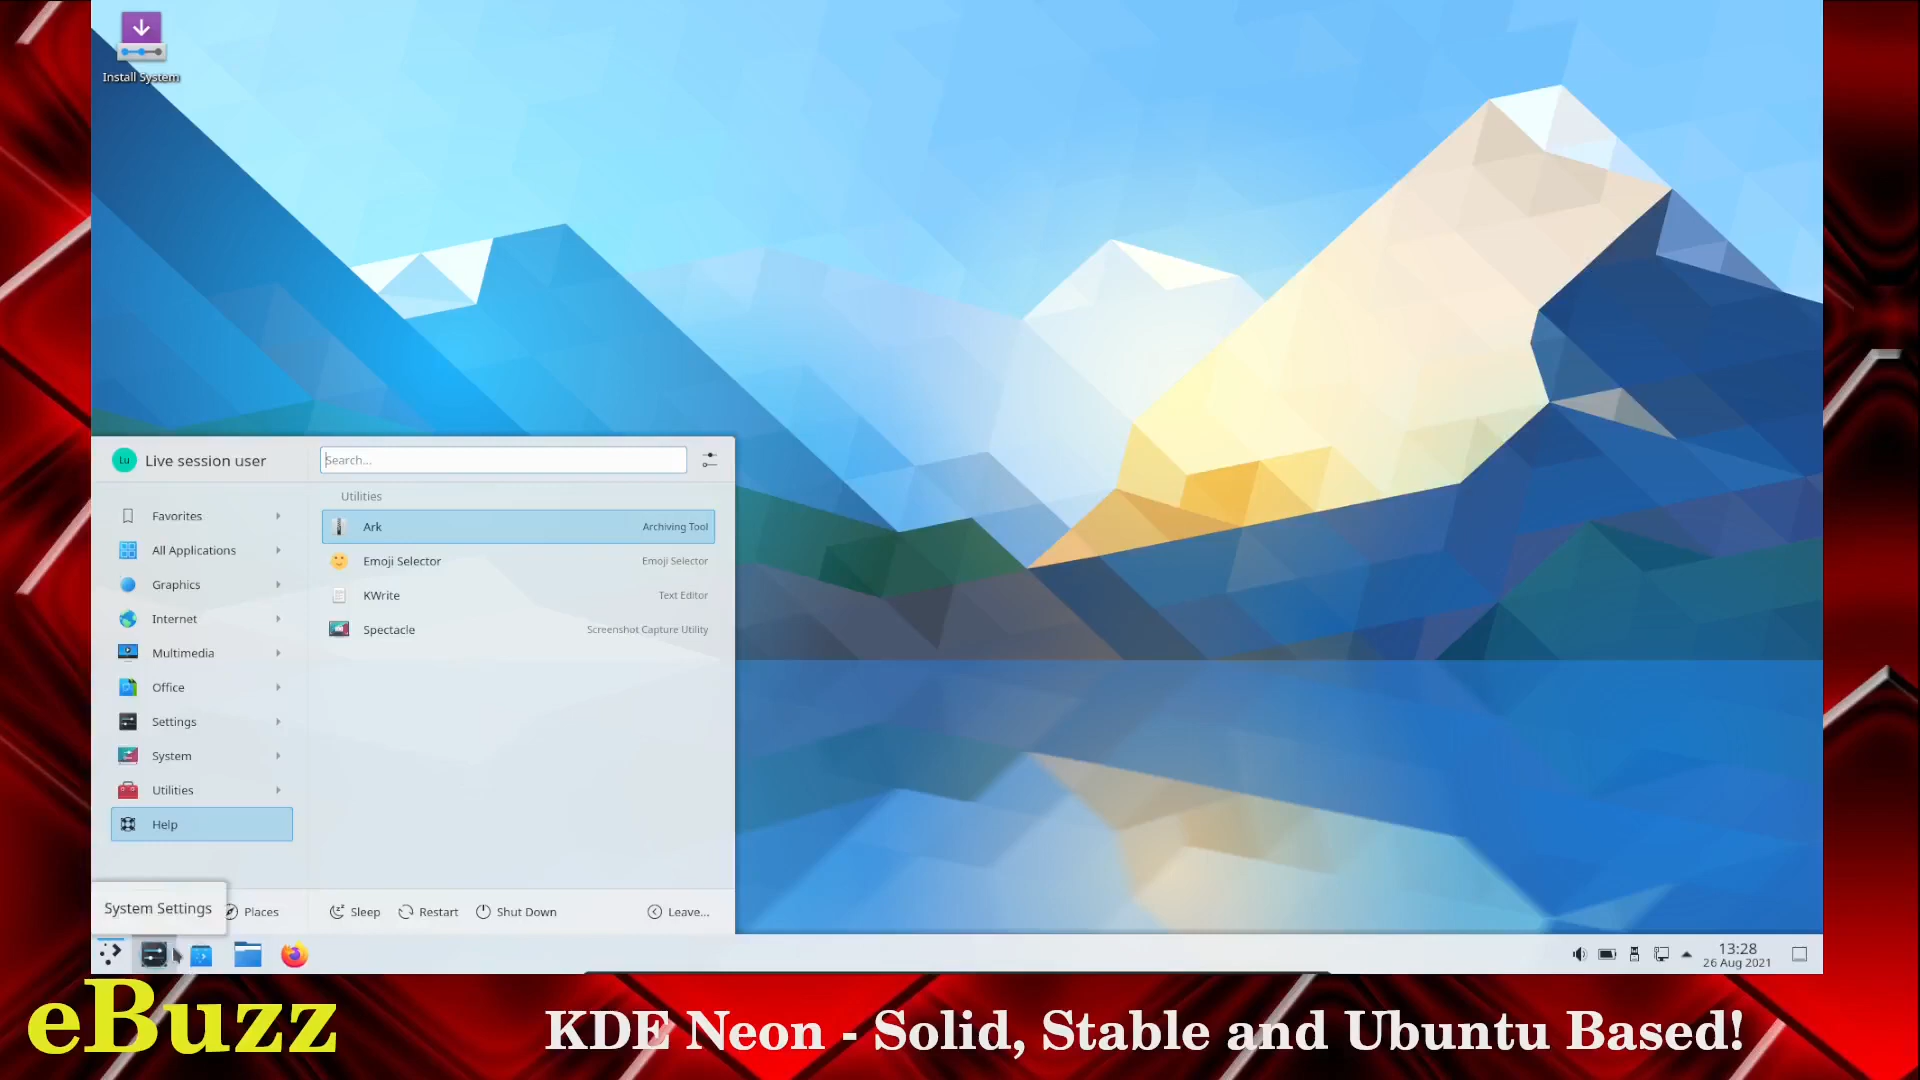 Install System
Lu
Live session user
Search...
Utilities
Favorites
All Applications
Graphics
Internet
Multimedia
Office
Settings
System
Utilities
Help
Ark Archiving Tool
Emoji Selector Emoji Selector
KWrite Text Editor
Spectacle Screenshot Capture Utility
System Settings
Places
Sleep
Restart
Shut Down
Leave...
13:28
26 Aug 2021
eBuzz
KDE Neon - Solid, Stable and Ubuntu Based!